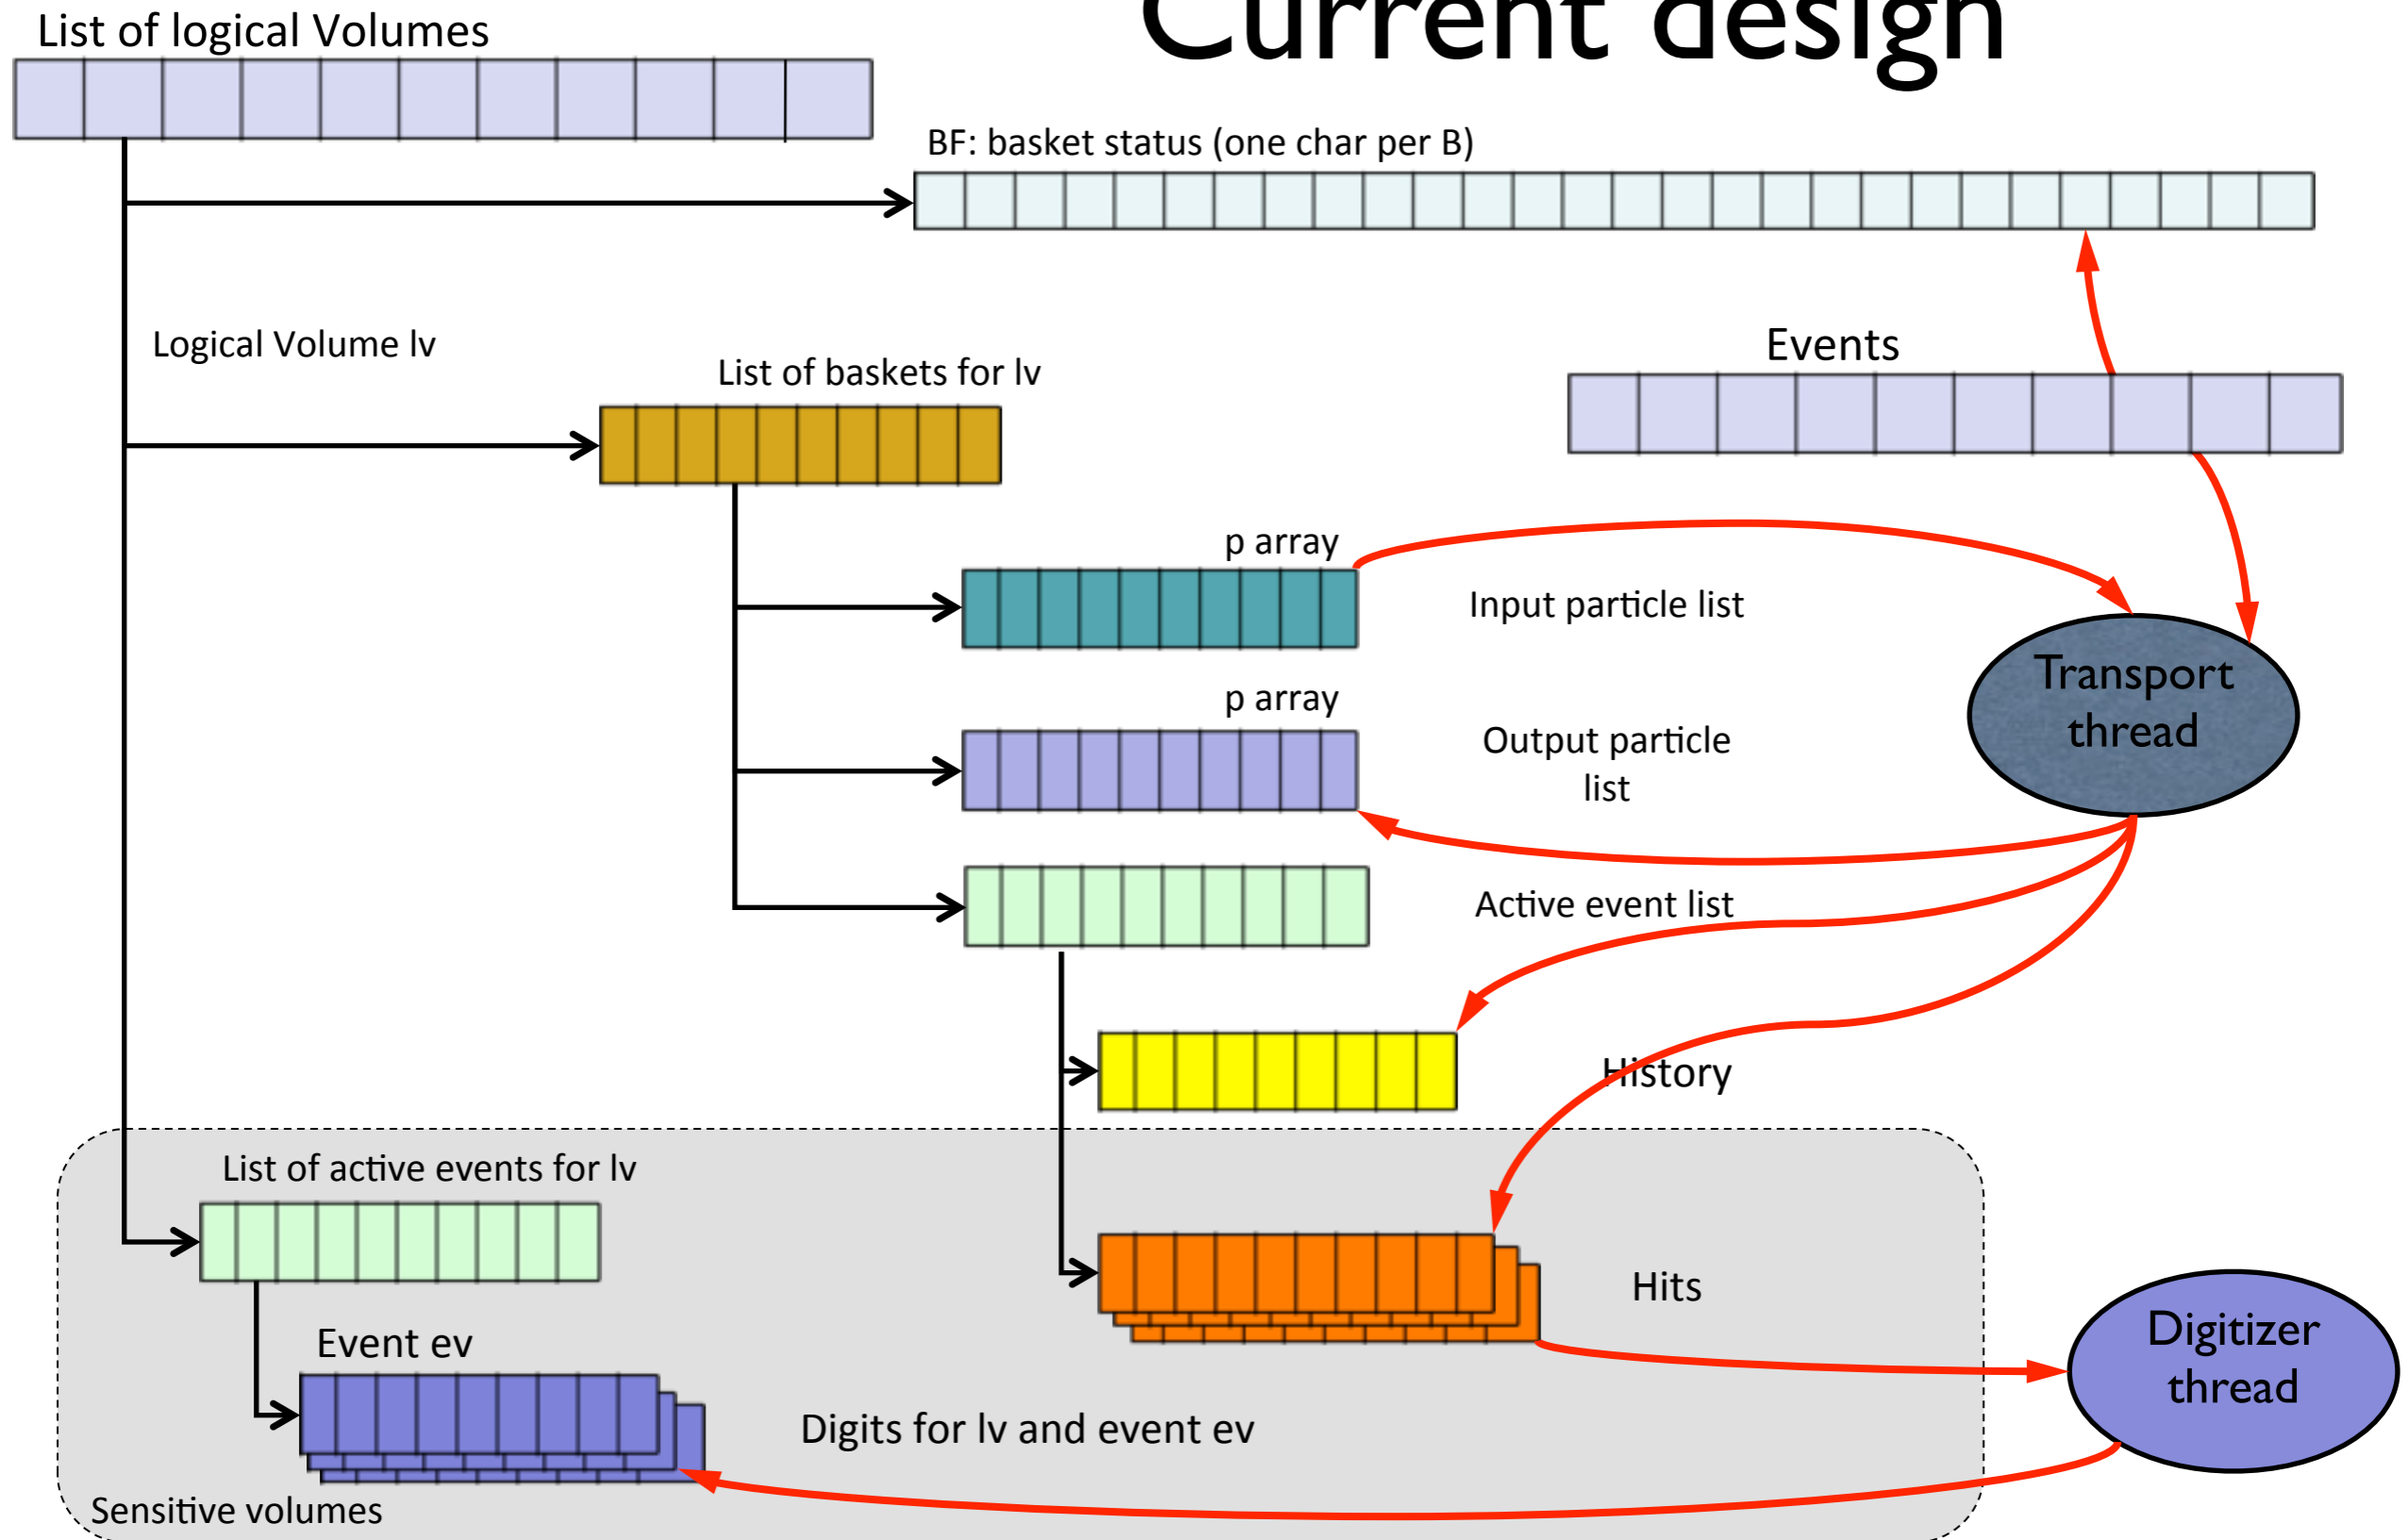 Current design
List of logical Volumes
BF: basket status (one char per B)
Logical Volume lv
Events
List of baskets for lv
p array
Input particle list
Transport
thread
p array
Output particle
list
Active event list
History
List of active events for lv
Hits
Event ev
Digitizer
thread
Digits for lv and event ev
Sensitive volumes